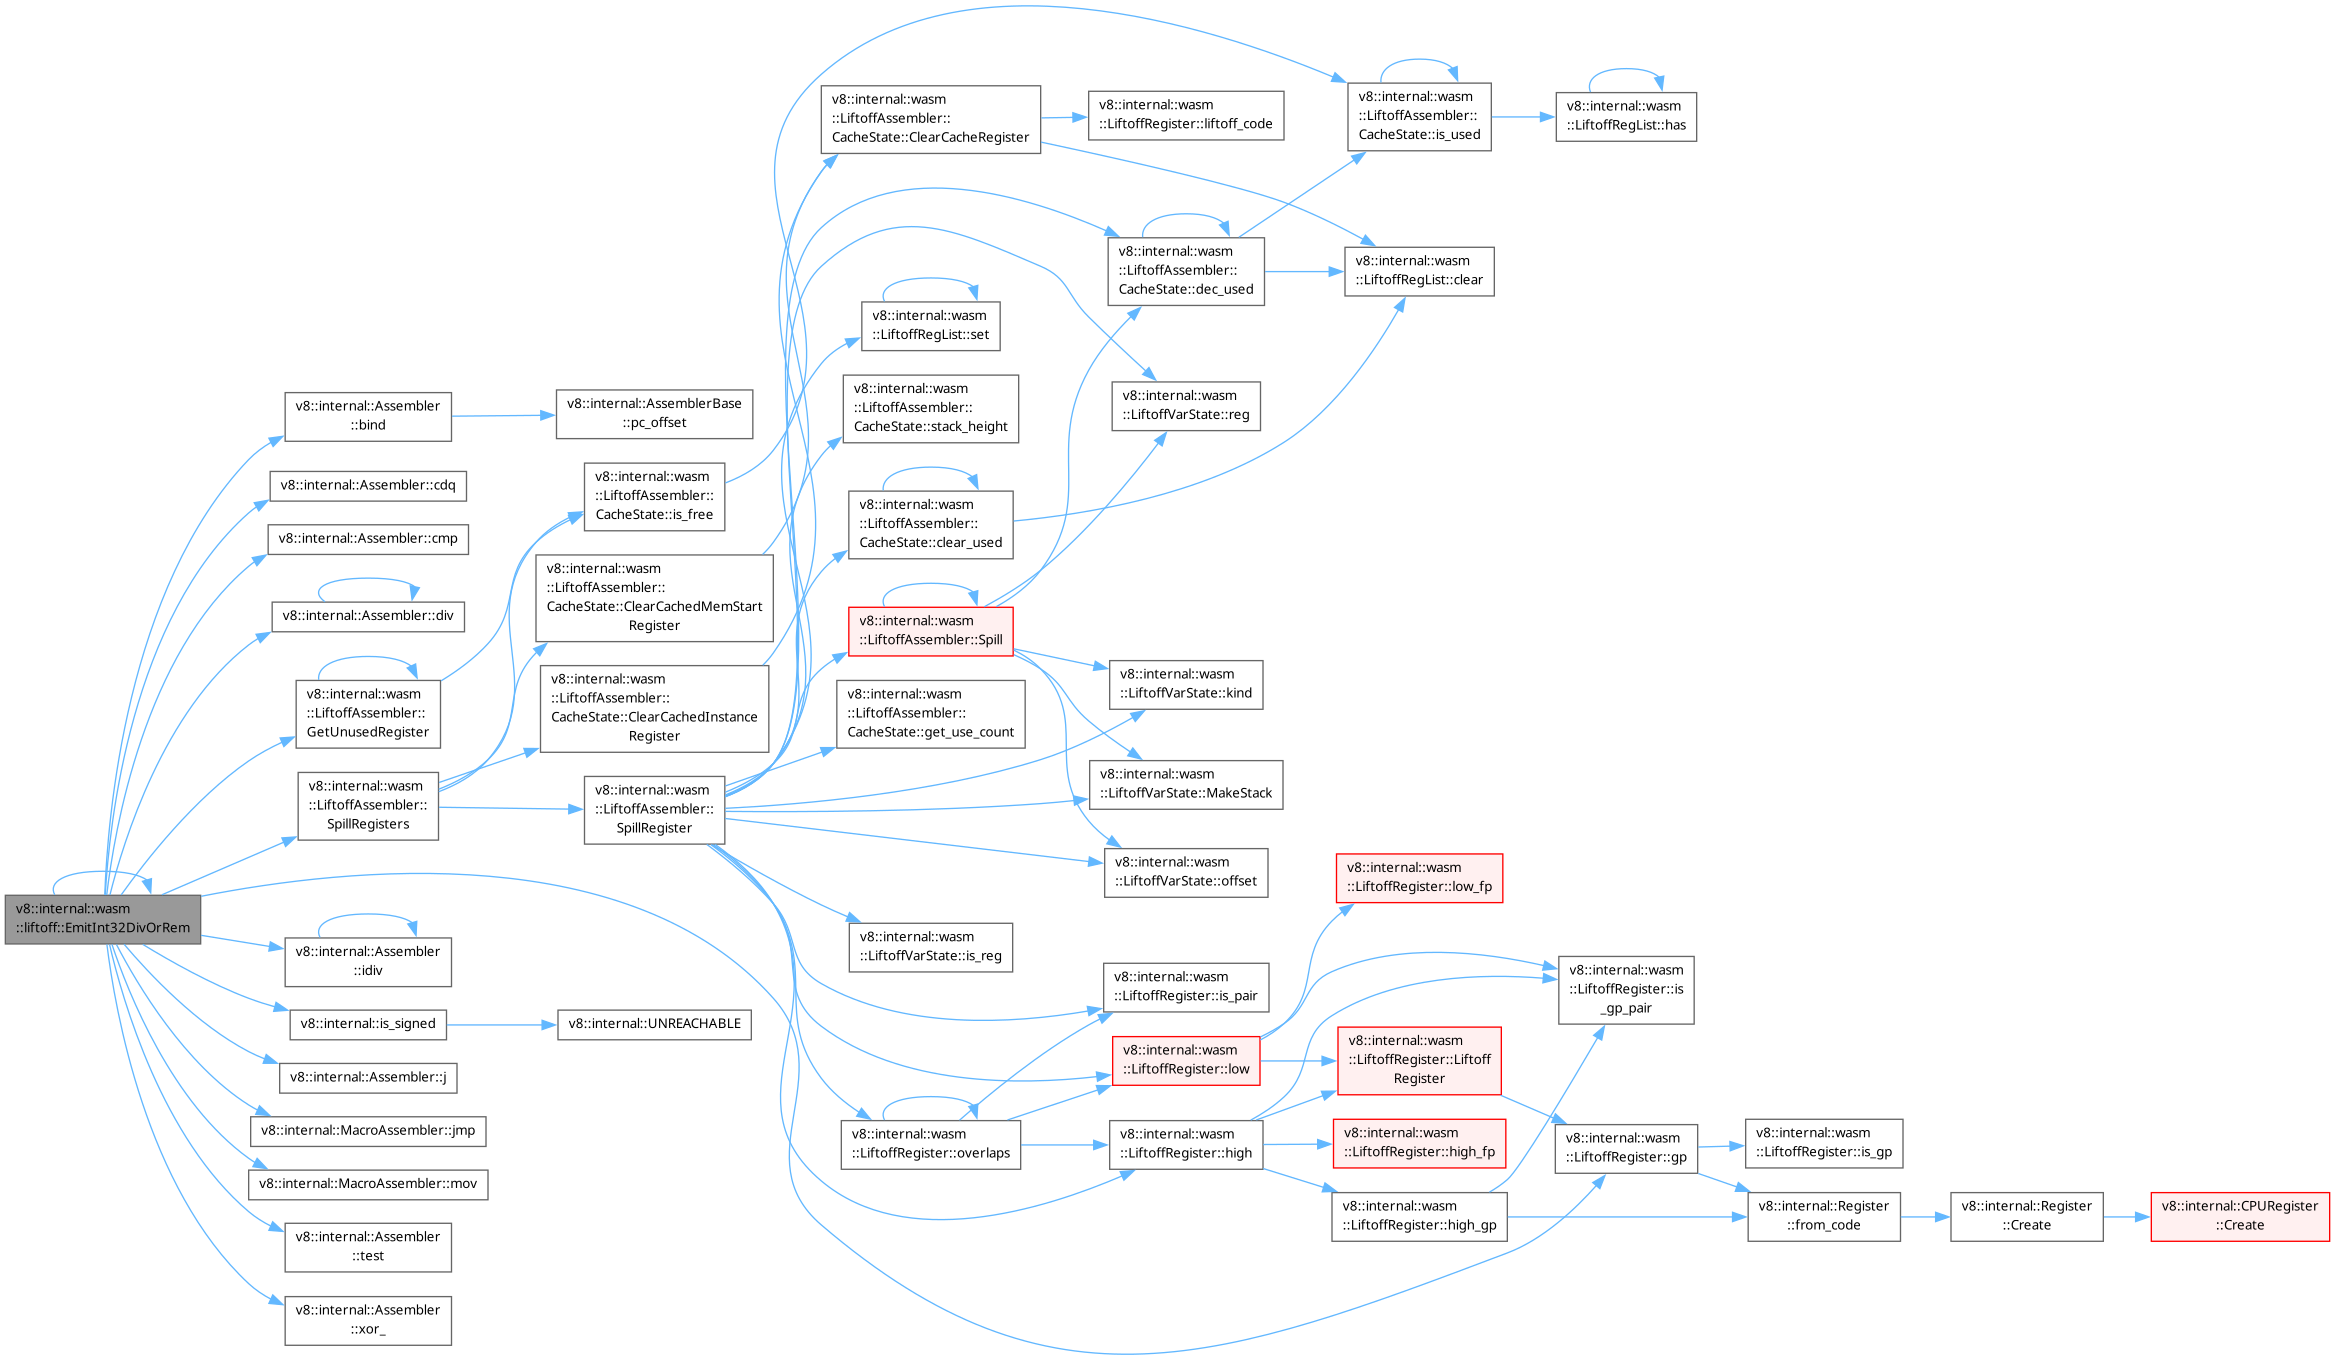 v8::internal::wasm
::liftoff::EmitInt32DivOrRem
v8::internal::Assembler
::bind
v8::internal::Assembler::cdq
v8::internal::Assembler::cmp
v8::internal::Assembler::div
v8::internal::wasm
::LiftoffAssembler::
GetUnusedRegister
v8::internal::wasm
::LiftoffAssembler::
SpillRegisters
v8::internal::Assembler
::idiv
v8::internal::is_signed
v8::internal::Assembler::j
v8::internal::MacroAssembler::jmp
v8::internal::MacroAssembler::mov
v8::internal::Assembler
::test
v8::internal::Assembler
::xor_
v8::internal::AssemblerBase
::pc_offset
v8::internal::wasm
::LiftoffAssembler::
CacheState::is_free
v8::internal::wasm
::LiftoffAssembler::
CacheState::ClearCachedMemStart
Register
v8::internal::wasm
::LiftoffAssembler::
CacheState::ClearCachedInstance
Register
v8::internal::wasm
::LiftoffAssembler::
SpillRegister
v8::internal::UNREACHABLE
v8::internal::wasm
::LiftoffAssembler::
CacheState::ClearCacheRegister
v8::internal::wasm
::LiftoffRegList::set
v8::internal::wasm
::LiftoffAssembler::
CacheState::stack_height
v8::internal::wasm
::LiftoffAssembler::
CacheState::clear_used
v8::internal::wasm
::LiftoffAssembler::Spill
v8::internal::wasm
::LiftoffAssembler::
CacheState::get_use_count
v8::internal::wasm
::LiftoffVarState::is_reg
v8::internal::wasm
::LiftoffRegister::overlaps
v8::internal::wasm
::LiftoffRegister::liftoff_code
v8::internal::wasm
::LiftoffAssembler::
CacheState::dec_used
v8::internal::wasm
::LiftoffVarState::reg
v8::internal::wasm
::LiftoffVarState::kind
v8::internal::wasm
::LiftoffVarState::MakeStack
v8::internal::wasm
::LiftoffVarState::offset
v8::internal::wasm
::LiftoffRegister::is_pair
v8::internal::wasm
::LiftoffRegister::low
v8::internal::wasm
::LiftoffRegister::high
v8::internal::wasm
::LiftoffAssembler::
CacheState::is_used
v8::internal::wasm
::LiftoffRegList::clear
v8::internal::wasm
::LiftoffRegister::low_fp
v8::internal::wasm
::LiftoffRegister::Liftoff
Register
v8::internal::wasm
::LiftoffRegister::high_fp
v8::internal::wasm
::LiftoffRegister::high_gp
v8::internal::wasm
::LiftoffRegList::has
v8::internal::wasm
::LiftoffRegister::is
_gp_pair
v8::internal::wasm
::LiftoffRegister::gp
v8::internal::wasm
::LiftoffRegister::is_gp
v8::internal::Register
::from_code
v8::internal::Register
::Create
v8::internal::CPURegister
::Create